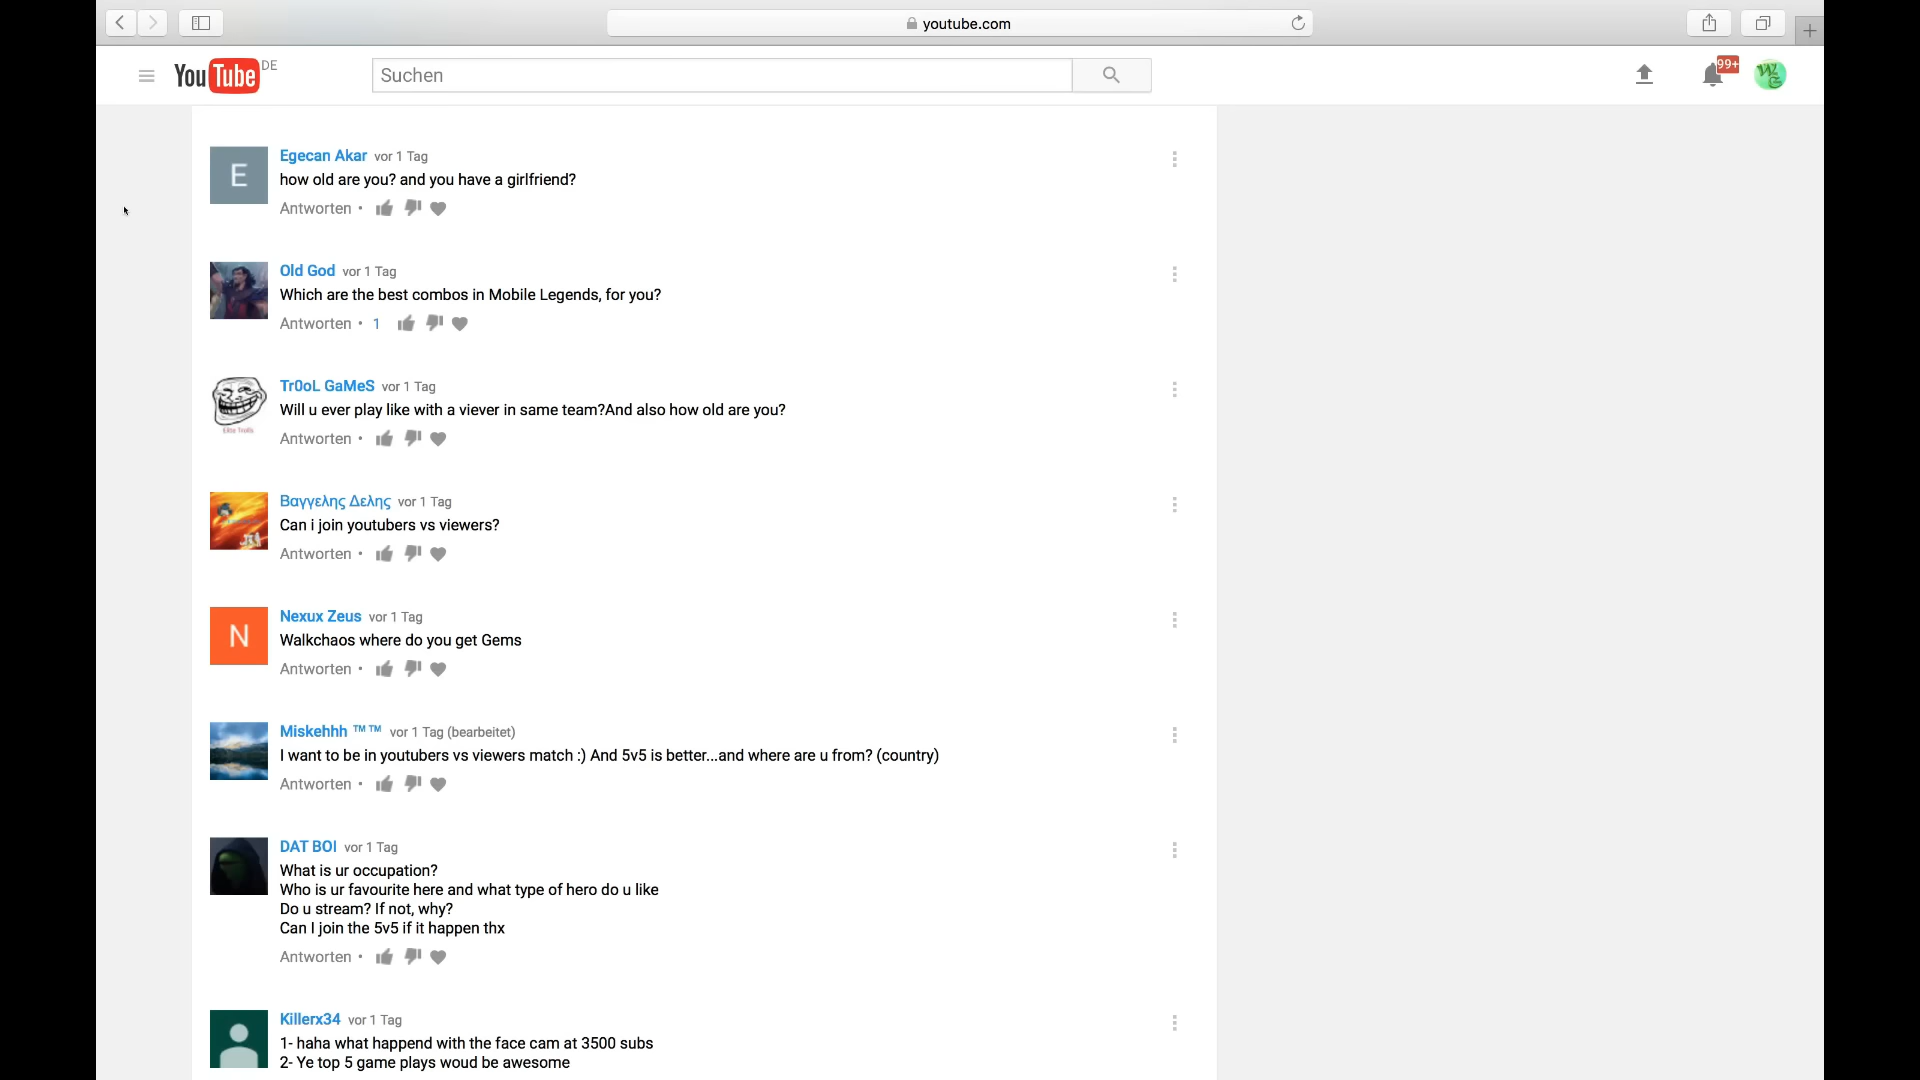 youtube.com
YouTube DE
Suchen
99+
E
Egecan Akar vor 1 Tag
how old are you? and you have a girlfriend?
Antworten •
Old God vor 1 Tag
Which are the best combos in Mobile Legends, for you?
Antworten • 1
Elite Trolls
Tr0oL GaMeS vor 1 Tag
Will u ever play like with a viever in same team?And also how old are you?
Antworten •
Βαγγελης Δελης vor 1 Tag
Can i join youtubers vs viewers?
Antworten •
N
Nexux Zeus vor 1 Tag
Walkchaos where do you get Gems
Antworten •
Miskehhh ™™ vor 1 Tag (bearbeitet)
I want to be in youtubers vs viewers match :) And 5v5 is better...and where are u from? (country)
Antworten •
DAT BOI vor 1 Tag
What is ur occupation?
Who is ur favourite here and what type of hero do u like
Do u stream? If not, why?
Can I join the 5v5 if it happen thx
Antworten •
Killerx34 vor 1 Tag
1- haha what happend with the face cam at 3500 subs
2- Ye top 5 game plays woud be awesome